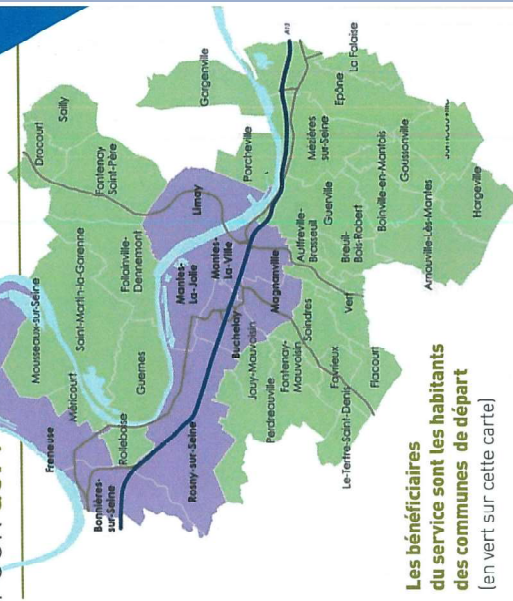 Mousseaux-sur-Seine
Drocourt
Freneuse
Sailly
Méricourt
Saint-Martin-la-Garenne
Fontenay
Saint-Père
Bonnières-
sur-Seine
Rolleboise
Follainville-
Dennemont
Guernes
Mantes-
La-Jolie
Limay
Gargenville
Rosny-sur-Seine
Mantes-
La-Ville
Buchelay
Porcheville
Jouy-Mauvoisin
Perdreauville
Magnanville
Fontenay-
Mauvoisin
A13
Auffreville-
Brasseuil
Soindres
Mézières
sur-Seine
Guerville
Favrieux
Epône
Le-Tertre-Saint-Denis
Vert
Breuil-
Bois-Robert
La Falaise
Flacourt
Boinville-en-Mantois
Goussonville
Arnouville-Lès-Mantes
Hargeville
Les bénéficiaires
du service sont les habitants
des communes de départ
(en vert sur cette carte)